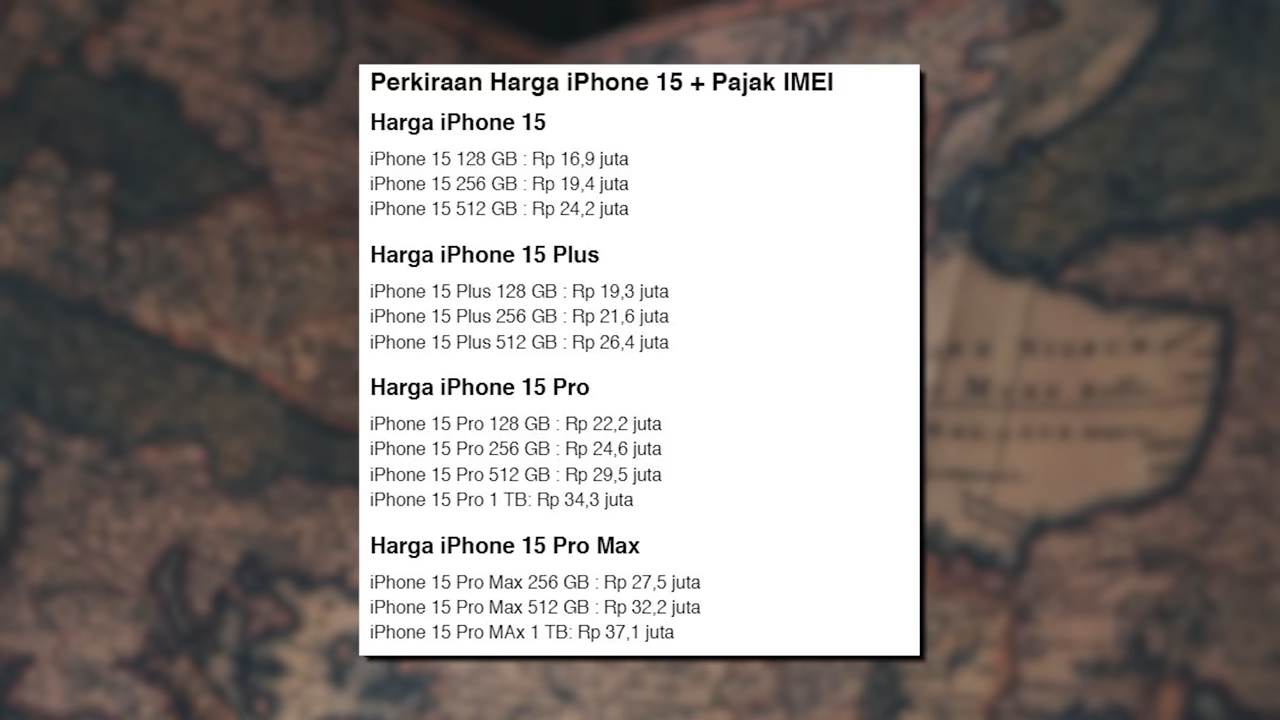 Perkiraan Harga iPhone 15 + Pajak IMEI
Harga iPhone 15
iPhone 15 128 GB : Rp 16,9 juta
iPhone 15 256 GB : Rp 19,4 juta
iPhone 15 512 GB : Rp 24,2 juta
Harga iPhone 15 Plus
iPhone 15 Plus 128 GB : Rp 19,3 juta
iPhone 15 Plus 256 GB : Rp 21,6 juta
iPhone 15 Plus 512 GB : Rp 26,4 juta
Harga iPhone 15 Pro
iPhone 15 Pro 128 GB : Rp 22,2 juta
iPhone 15 Pro 256 GB : Rp 24,6 juta
iPhone 15 Pro 512 GB : Rp 29,5 juta
iPhone 15 Pro 1 TB: Rp 34,3 juta
Harga iPhone 15 Pro Max
iPhone 15 Pro Max 256 GB : Rp 27,5 juta
iPhone 15 Pro Max 512 GB : Rp 32,2 juta
iPhone 15 Pro MAx 1 TB: Rp 37,1 juta